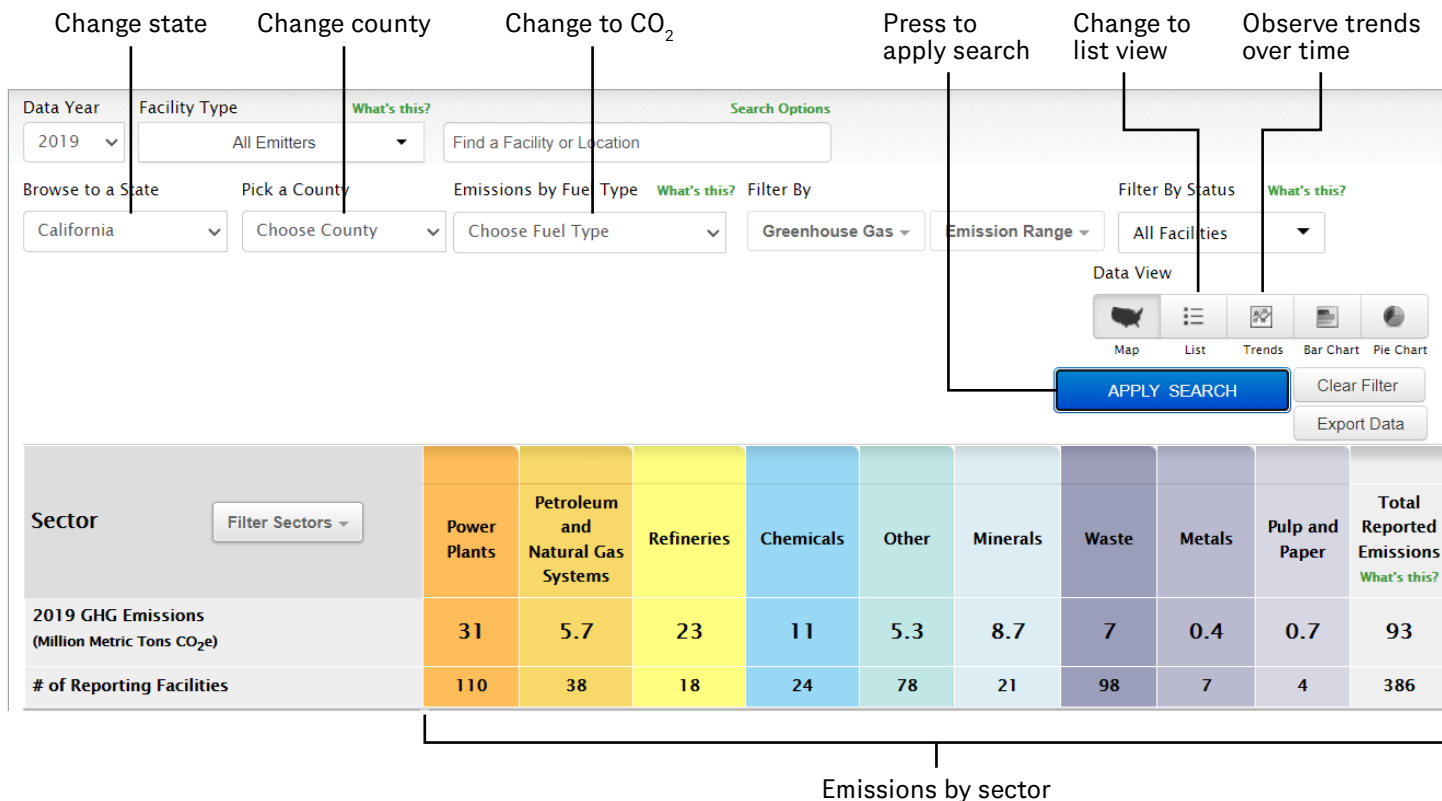 Change state
Change county
Change to CO₂
Press to
apply search
Change to
list view
Observe trends
over time
Data Year
Facility Type
What's this?
Search Options
2019
All Emitters
Find a Facility or Location
Browse to a State
Pick a County
Emissions by Fuel Type
What's this?
Filter By
Filter By Status
What's this?
California
Choose County
Choose Fuel Type
Greenhouse Gas
Emission Range
All Facilities
Data View
Map
List
Trends
Bar Chart
Pie Chart
APPLY SEARCH
Clear Filter
Export Data
Sector
Filter Sectors
Power
Plants
Petroleum
and
Natural Gas
Systems
Refineries
Chemicals
Other
Minerals
Waste
Metals
Pulp and
Paper
Total
Reported
Emissions
What's this?
2019 GHG Emissions
(Million Metric Tons CO₂e)
31 5.7 23 11 5.3 8.7 7 0.4 0.7 93
# of Reporting Facilities 110 38 18 24 78 21 98 7 4 386
Emissions by sector